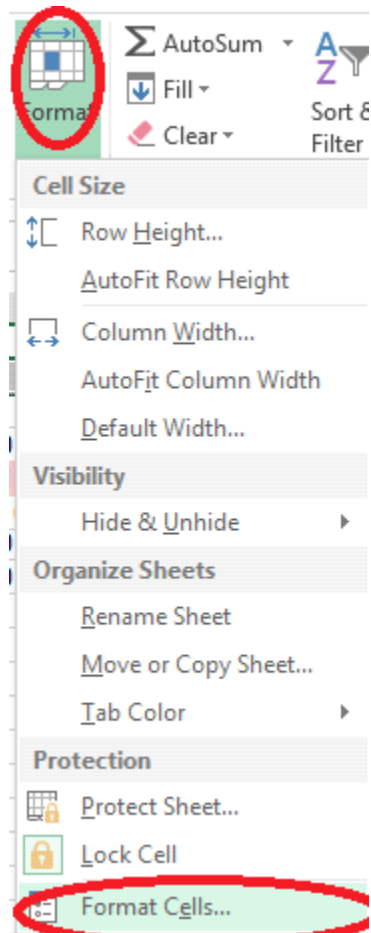 AutoSum
Fill
Clear
Format
Sort &
Filter
Cell Size
Row Height...
AutoFit Row Height
Column Width...
AutoFit Column Width
Default Width...
Visibility
Hide & Unhide
Organize Sheets
Rename Sheet
Move or Copy Sheet...
Tab Color
Protection
Protect Sheet...
Lock Cell
Format Cells...